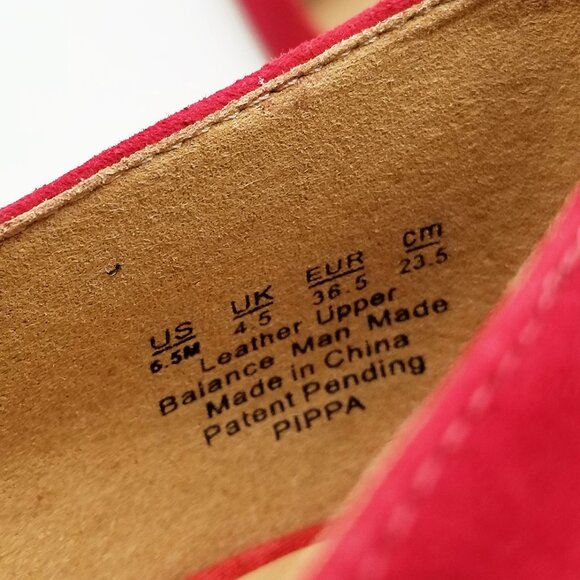 US UK EUR cm
6.5M 4.5 36.5 23.5
Leather Upper
Balance Man Made
Made in China
Patent Pending
PIPPA